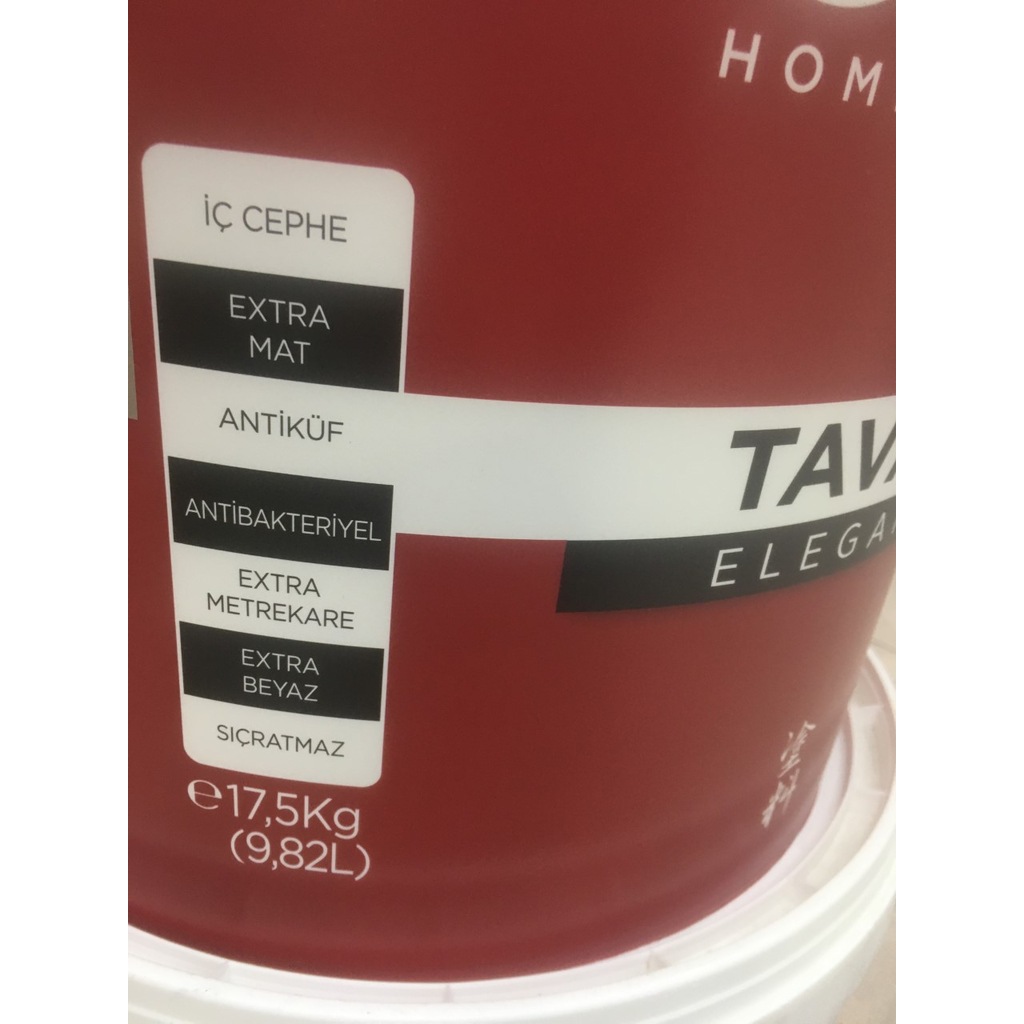 HOM
İÇ CEPHE
EXTRA
MAT
ANTİKÜF
ANTİBAKTERİYEL
EXTRA
METREKARE
EXTRA
BEYAZ
SIÇRATMAZ
℮17,5Kg
(9,82L)
TAVA
ELEGA